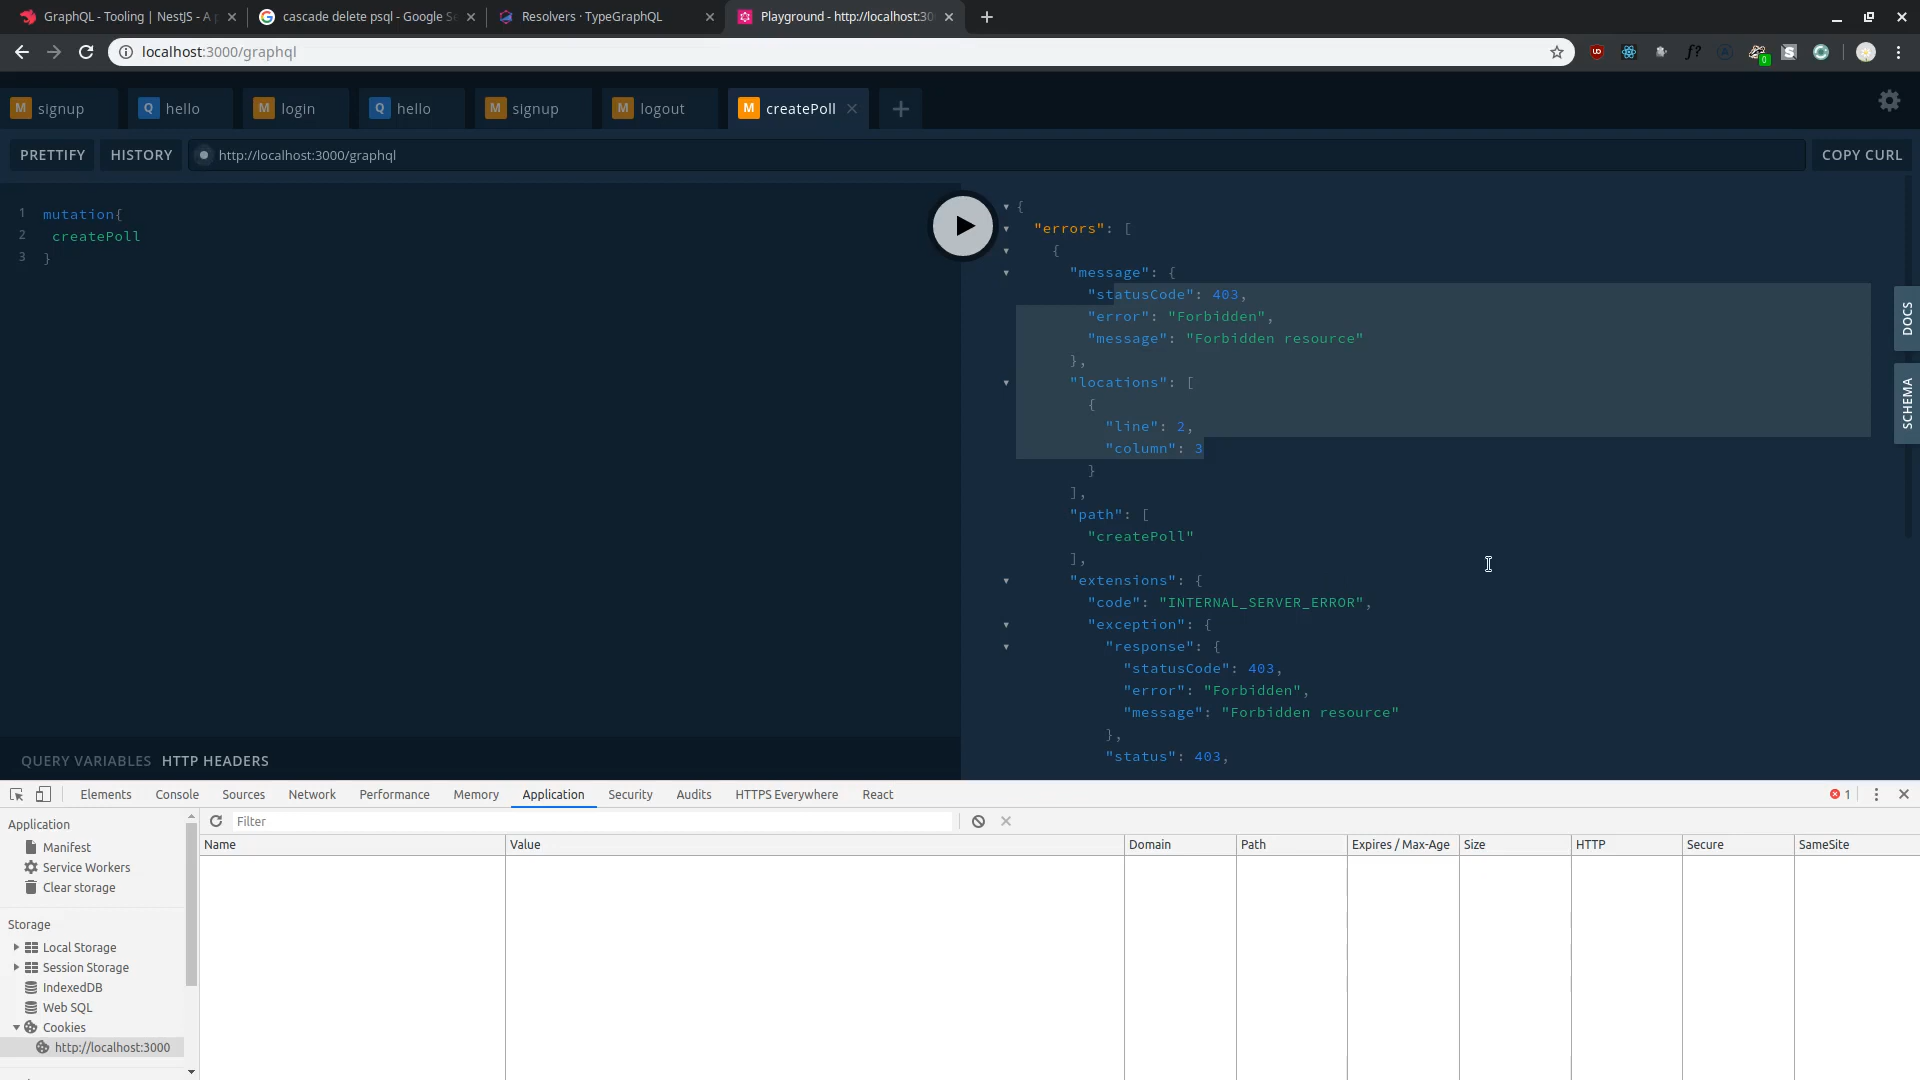 GraphQL - Tooling | NestJS - A p
cascade delete psql - Google Se
Resolvers · TypeGraphQL
Playground - http://localhost:30
localhost:3000/graphql
M signup
Q hello
M login
Q hello
M signup
M logout
M createPoll
PRETTIFY
HISTORY
http://localhost:3000/graphql
COPY CURL
1 mutation{
2 createPoll
3 }
{
"errors": [
{
"message": {
"statusCode": 403,
"error": "Forbidden",
"message": "Forbidden resource"
},
"locations": [
{
"line": 2,
"column": 3
}
],
"path": [
"createPoll"
],
"extensions": {
"code": "INTERNAL_SERVER_ERROR",
"exception": {
"response": {
"statusCode": 403,
"error": "Forbidden",
"message": "Forbidden resource"
},
"status": 403,
DOCS
SCHEMA
QUERY VARIABLES HTTP HEADERS
Elements Console Sources Network Performance Memory Application Security Audits HTTPS Everywhere React 1
Application
Manifest
Service Workers
Clear storage
Storage
Local Storage
Session Storage
IndexedDB
Web SQL
Cookies
http://localhost:3000
Filter
Name Value Domain Path Expires / Max-Age Size HTTP Secure SameSite